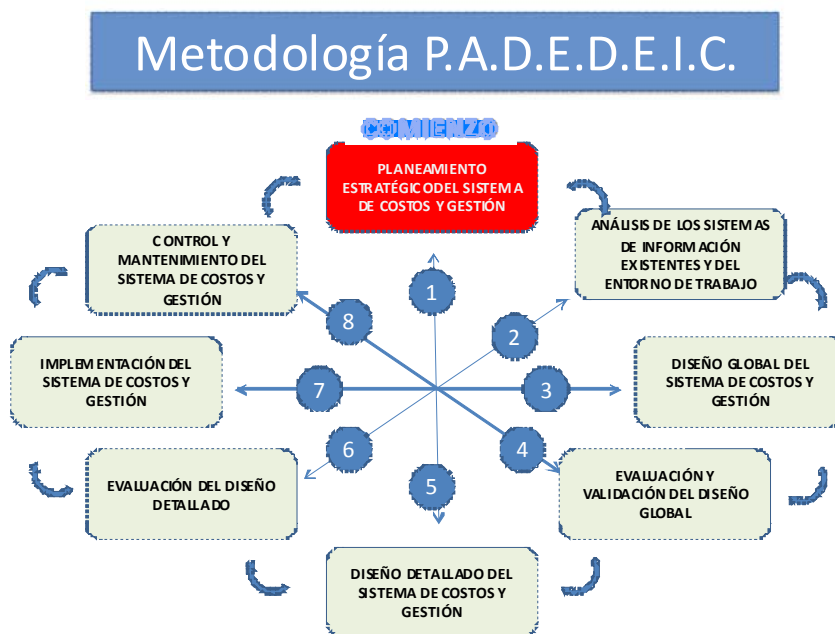 Metodología P.A.D.E.D.E.I.C.
COMIENZO
PLANEAMIENTO
ESTRATÉGICO DEL SISTEMA
DE COSTOS Y GESTIÓN
1
ANÁLISIS DE LOS SISTEMAS
DE INFORMACIÓN
EXISTENTES Y DEL
ENTORNO DE TRABAJO
2
DISEÑO GLOBAL DEL
SISTEMA DE COSTOS Y
GESTIÓN
3
EVALUACIÓN Y
VALIDACIÓN DEL DISEÑO
GLOBAL
4
DISEÑO DETALLADO DEL
SISTEMA DE COSTOS Y
GESTIÓN
5
EVALUACIÓN DEL DISEÑO
DETALLADO
6
IMPLEMENTACIÓN DEL
SISTEMA DE COSTOS Y
GESTIÓN
7
CONTROL Y
MANTENIMIENTO DEL
SISTEMA DE COSTOS Y
GESTIÓN
8